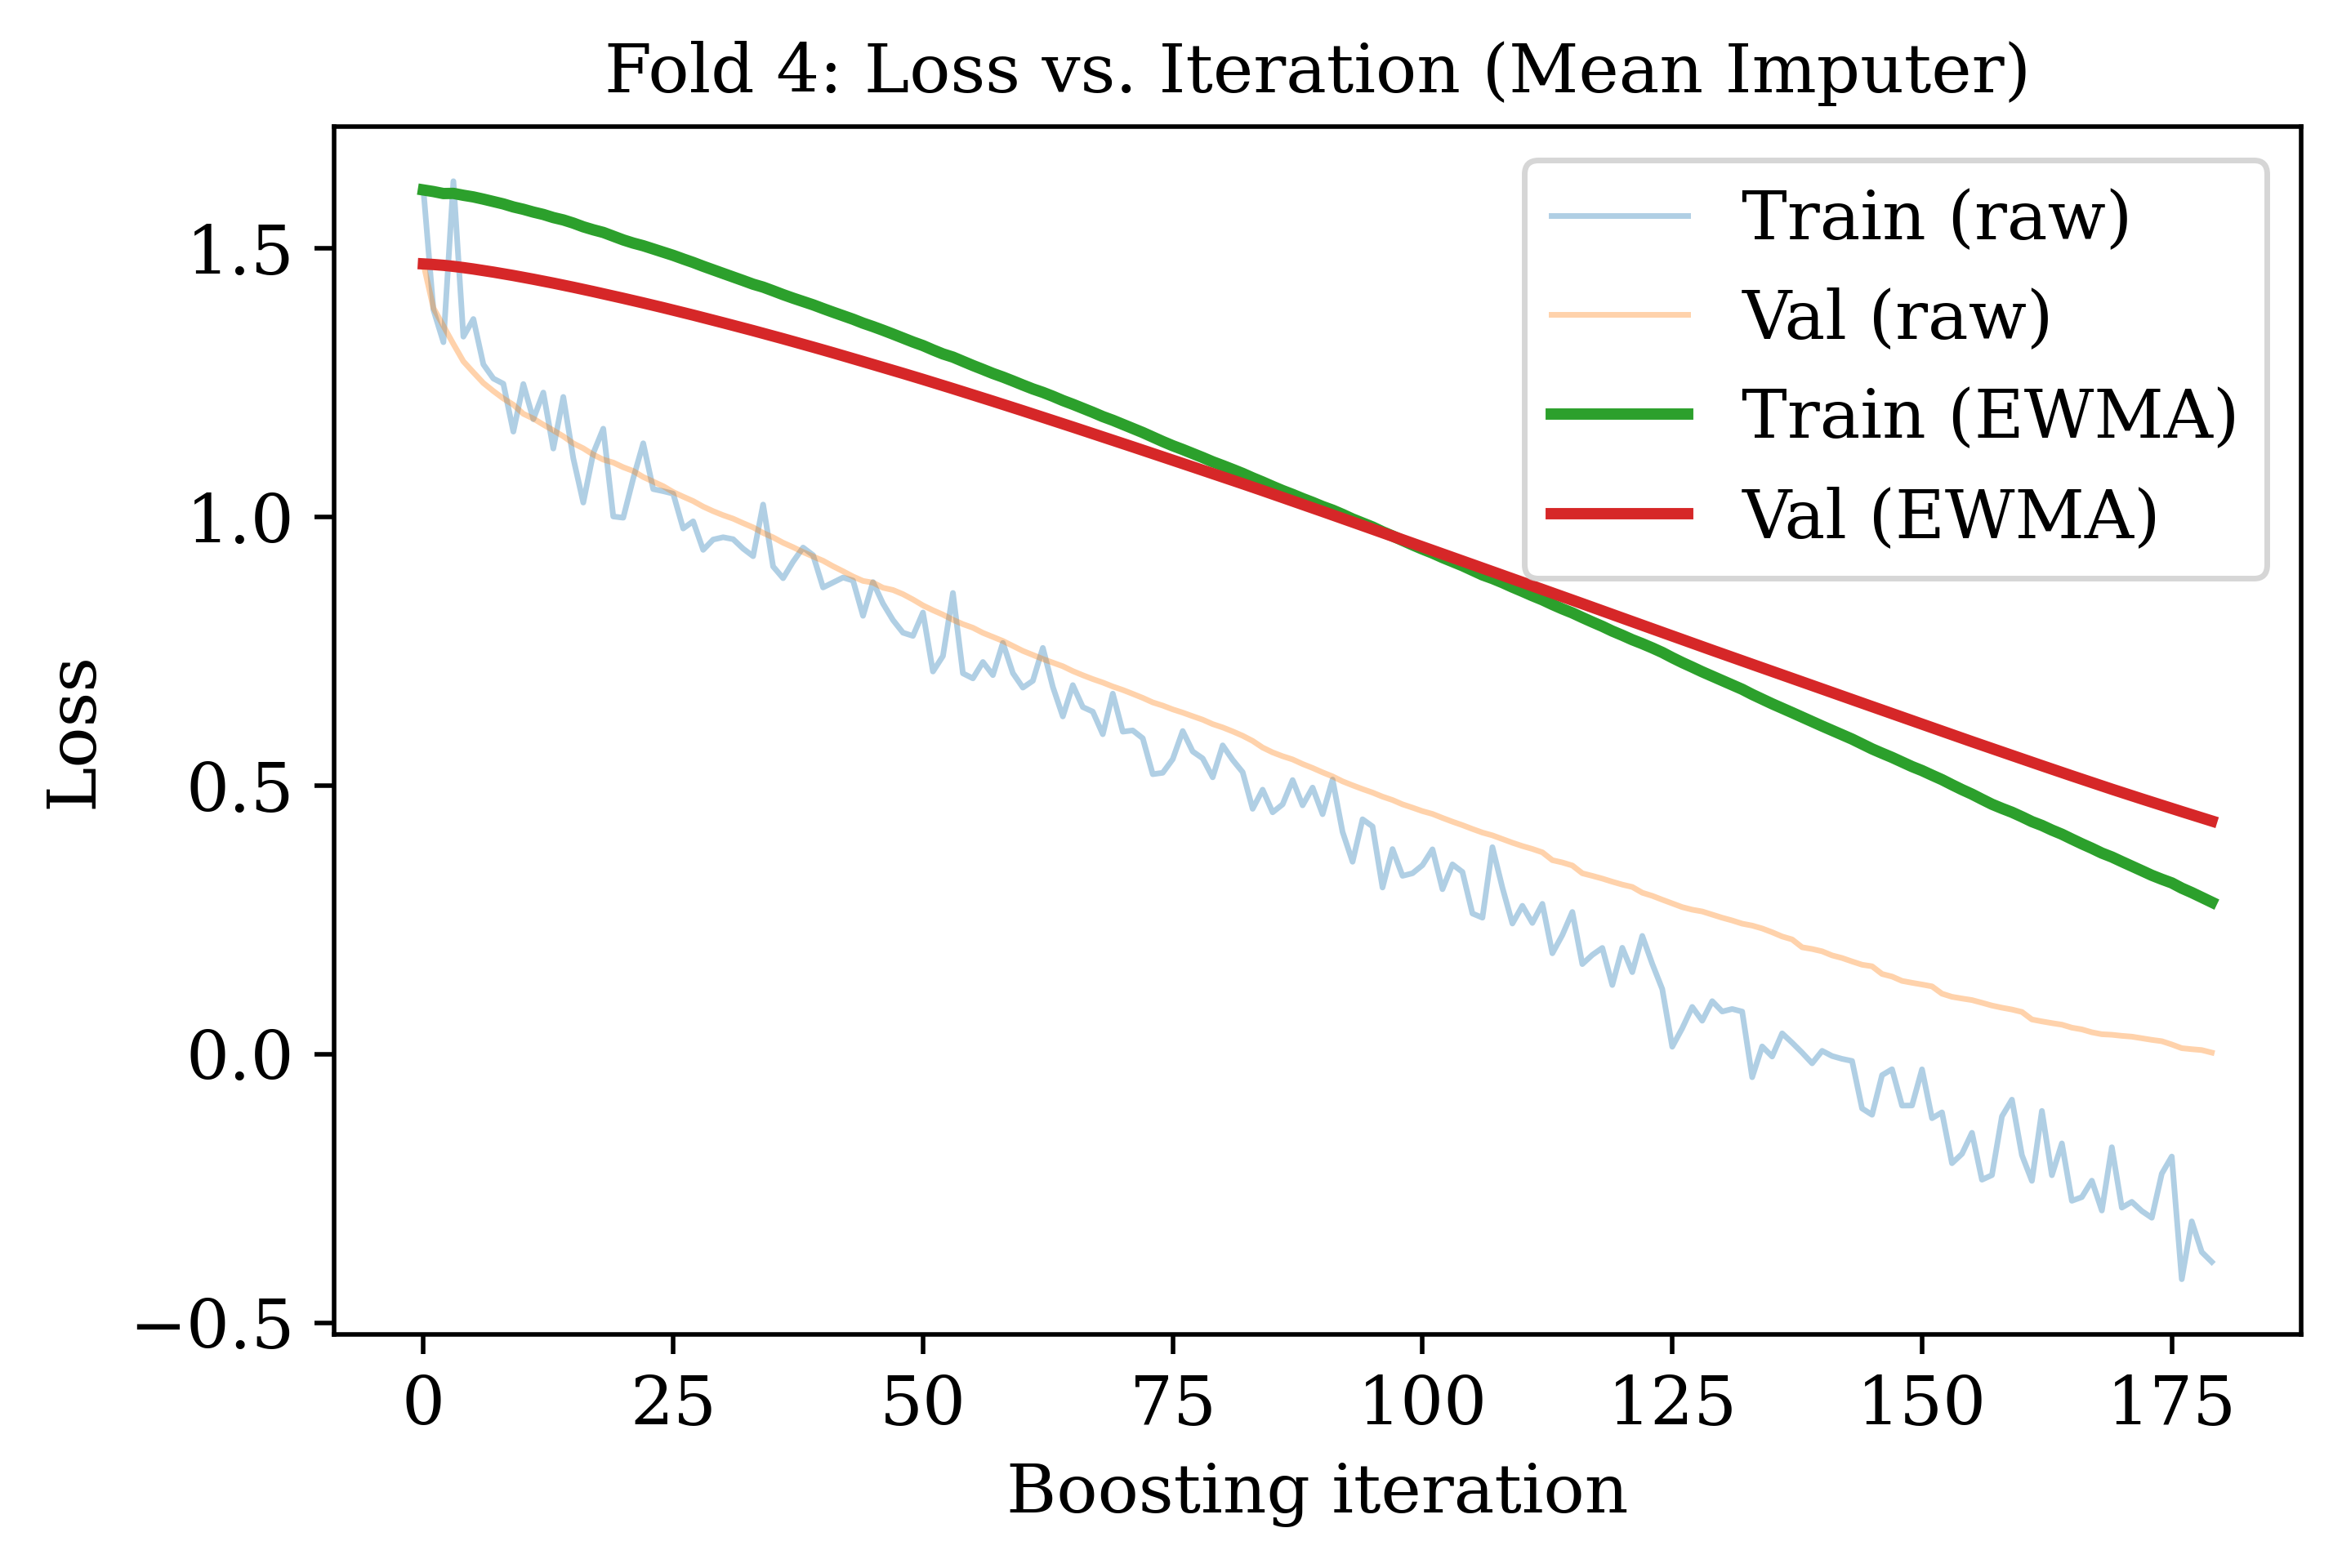 Fold 4: Loss vs. Iteration (Mean Imputer)
Train (raw)
Val (raw)
Train (EWMA)
Val (EWMA)
Loss
1.5
1.0
0.5
0.0
−0.5
0 25 50 75 100 125 150 175
Boosting iteration